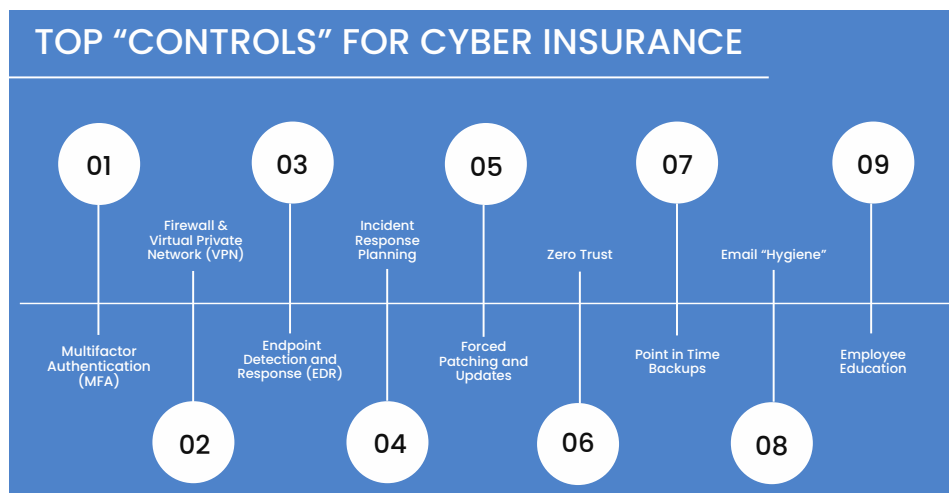 TOP “CONTROLS” FOR CYBER INSURANCE
01
Multifactor
Authentication
(MFA)
Firewall &
Virtual Private
Network (VPN)
02
03
Endpoint
Detection and
Response (EDR)
Incident
Response
Planning
04
05
Forced
Patching and
Updates
Zero Trust
06
07
Point in Time
Backups
Email “Hygiene”
08
09
Employee
Education